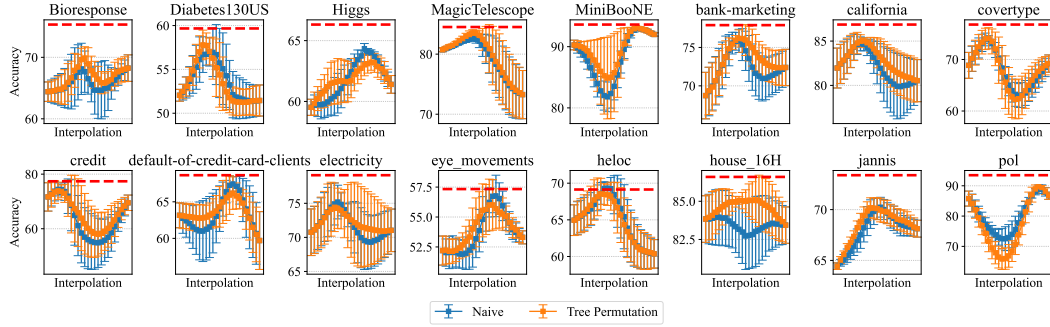 Bioresponse
Diabetes130US
Higgs
MagicTelescope
MiniBooNE
bank-marketing
california
covertype
Accuracy
70
60
60
55
50
65
60
80
70
90
80
75
70
85
80
70
60
Interpolation
Interpolation
Interpolation
Interpolation
Interpolation
Interpolation
Interpolation
Interpolation
credit
default-of-credit-card-clients
electricity
eye_movements
heloc
house_16H
jannis
pol
Accuracy
80
60
65
60
75
70
65
57.5
55.0
52.5
70
65
60
85.0
82.5
70
65
90
80
70
Interpolation
Interpolation
Interpolation
Interpolation
Interpolation
Interpolation
Interpolation
Interpolation
Naive
Tree Permutation